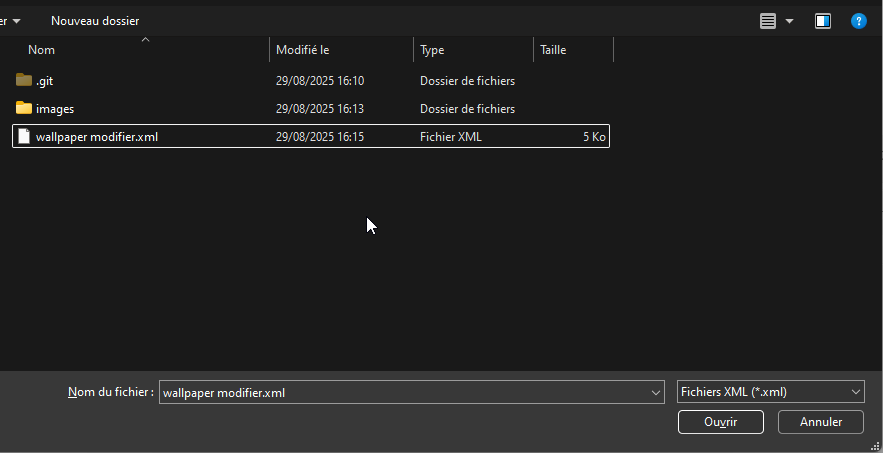 er Nouveau dossier
Nom Modifié le Type Taille
.git 29/08/2025 16:10 Dossier de fichiers
images 29/08/2025 16:13 Dossier de fichiers
wallpaper modifier.xml 29/08/2025 16:15 Fichier XML 5 Ko
Nom du fichier : wallpaper modifier.xml Fichiers XML (*.xml)
Ouvrir Annuler